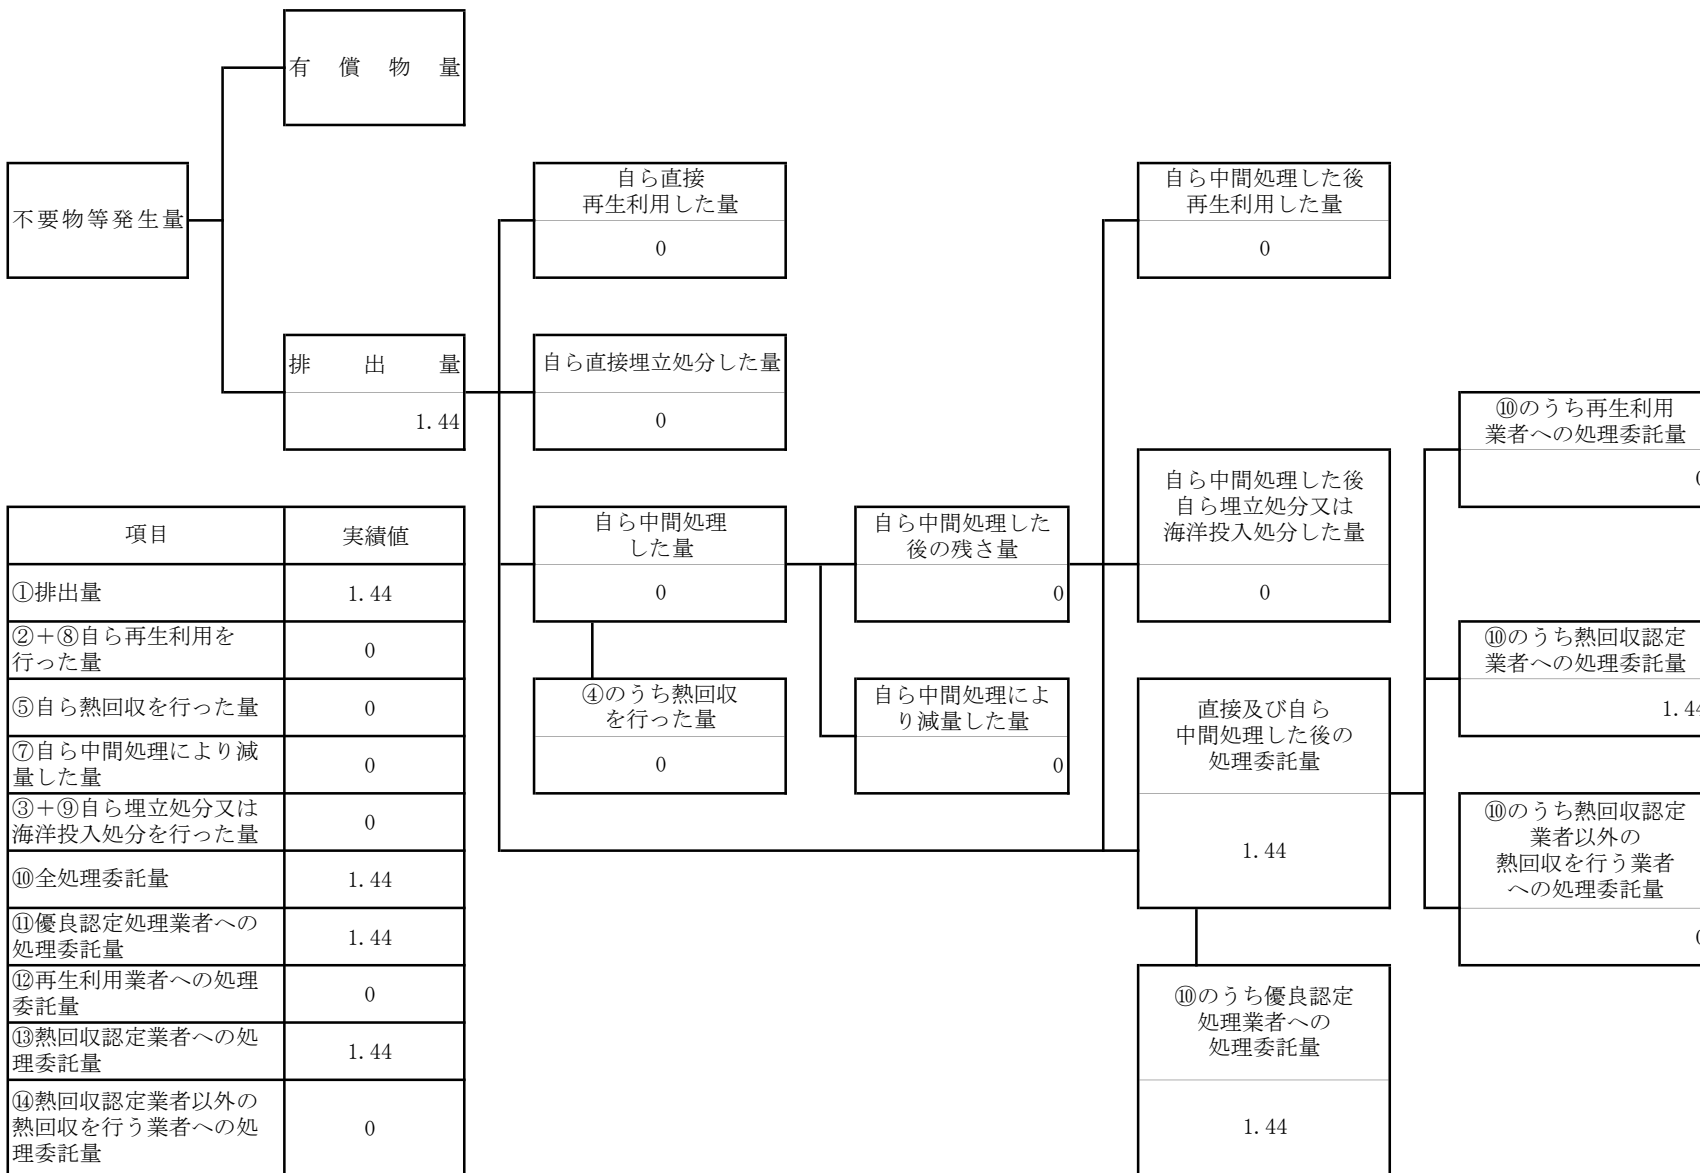 有償物量
不要物等発生量
自ら直接
再生利用した量
0
自ら中間処理した後
再生利用した量
0
排出量
1.44
自ら直接埋立処分した量
0
⑩のうち再生利用
業者への処理委託量
0
自ら中間処理した後
自ら埋立処分又は
海洋投入処分した量
0
自ら中間処理
した量
0
自ら中間処理した
後の残さ量
0
④のうち熱回収
を行った量
0
自ら中間処理によ
り減量した量
0
⑩のうち熱回収認定
業者への処理委託量
1.44
直接及び自ら
中間処理した後の
処理委託量
1.44
⑩のうち熱回収認定
業者以外の
熱回収を行う業者
への処理委託量
0
⑩のうち優良認定
処理業者への
処理委託量
1.44
項目 実績値
①排出量 1.44
②+⑧自ら再生利用を
行った量 0
⑤自ら熱回収を行った量 0
⑦自ら中間処理により減
量した量 0
③+⑨自ら埋立処分又は
海洋投入処分を行った量 0
⑩全処理委託量 1.44
⑪優良認定処理業者への
処理委託量 1.44
⑫再生利用業者への処理
委託量 0
⑬熱回収認定業者への処
理委託量 1.44
⑭熱回収認定業者以外の
熱回収を行う業者への処
理委託量 0